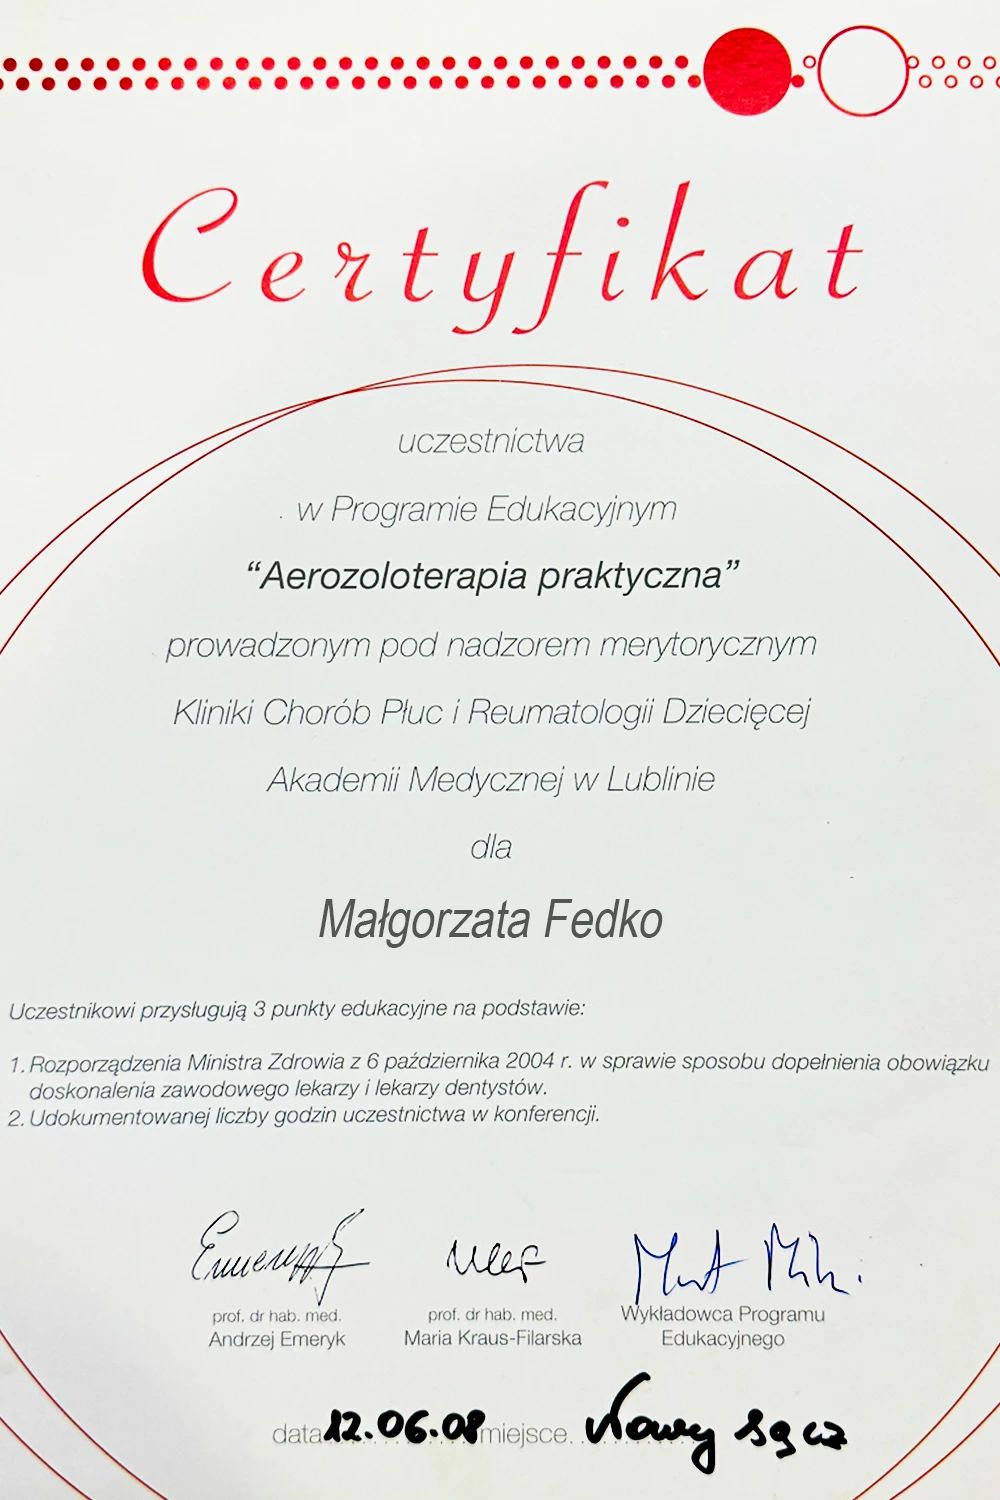 Certyfikat
uczestnictwa
w Programie Edukacyjnym
“Aerozoloterapia praktyczna”
prowadzonym pod nadzorem merytorycznym
Kliniki Chorób Płuc i Reumatologii Dziecięcej
Akademii Medycznej w Lublinie
dla
Małgorzata Fedko
Uczestnikowi przysługują 3 punkty edukacyjne na podstawie:
1. Rozporządzenia Ministra Zdrowia z 6 października 2004 r. w sprawie sposobu dopełnienia obowiązku
doskonalenia zawodowego lekarzy i lekarzy dentystów.
2. Udokumentowanej liczby godzin uczestnictwa w konferencji.
prof. dr hab. med. prof. dr hab. med. Wykładowca Programu
Andrzej Emeryk Maria Kraus-Filarska Edukacyjnego
data 12.06.08 miejsce. Nowy Sącz